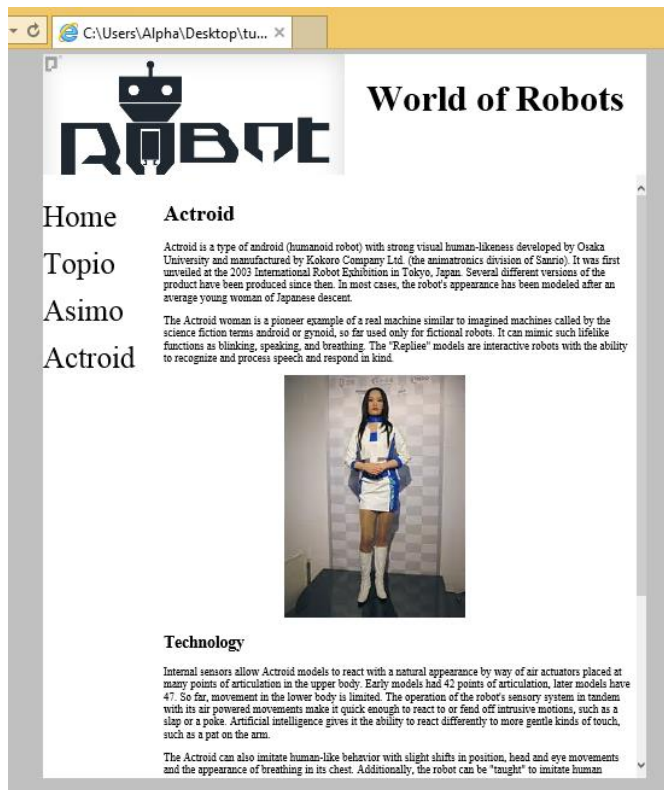 C:\Users\Alpha\Desktop\tu...
ROBOT
World of Robots
Home
Topio
Asimo
Actroid
Actroid
Actroid is a type of android (humanoid robot) with strong visual human-likeness developed by Osaka
University and manufactured by Kokoro Company Ltd. (the animatronics division of Sanrio). It was first
unveiled at the 2003 International Robot Exhibition in Tokyo, Japan. Several different versions of the
product have been produced since then. In most cases, the robot's appearance has been modeled after an
average young woman of Japanese descent.
The Actroid woman is a pioneer example of a real machine similar to imagined machines called by the
science fiction terms android or gynoid, so far used only for fictional robots. It can mimic such lifelike
functions as blinking, speaking, and breathing. The "Repliee" models are interactive robots with the ability
to recognize and process speech and respond in kind.
Technology
Internal sensors allow Actroid models to react with a natural appearance by way of air actuators placed at
many points of articulation in the upper body. Early models had 42 points of articulation, later models have
47. So far, movement in the lower body is limited. The operation of the robot's sensory system in tandem
with its air powered movements make it quick enough to react to or fend off intrusive motions, such as a
slap or a poke. Artificial intelligence gives it the ability to react differently to more gentle kinds of touch,
such as a pat on the arm.
The Actroid can also imitate human-like behavior with slight shifts in position, head and eye movements
and the appearance of breathing in its chest. Additionally, the robot can be "taught" to imitate human